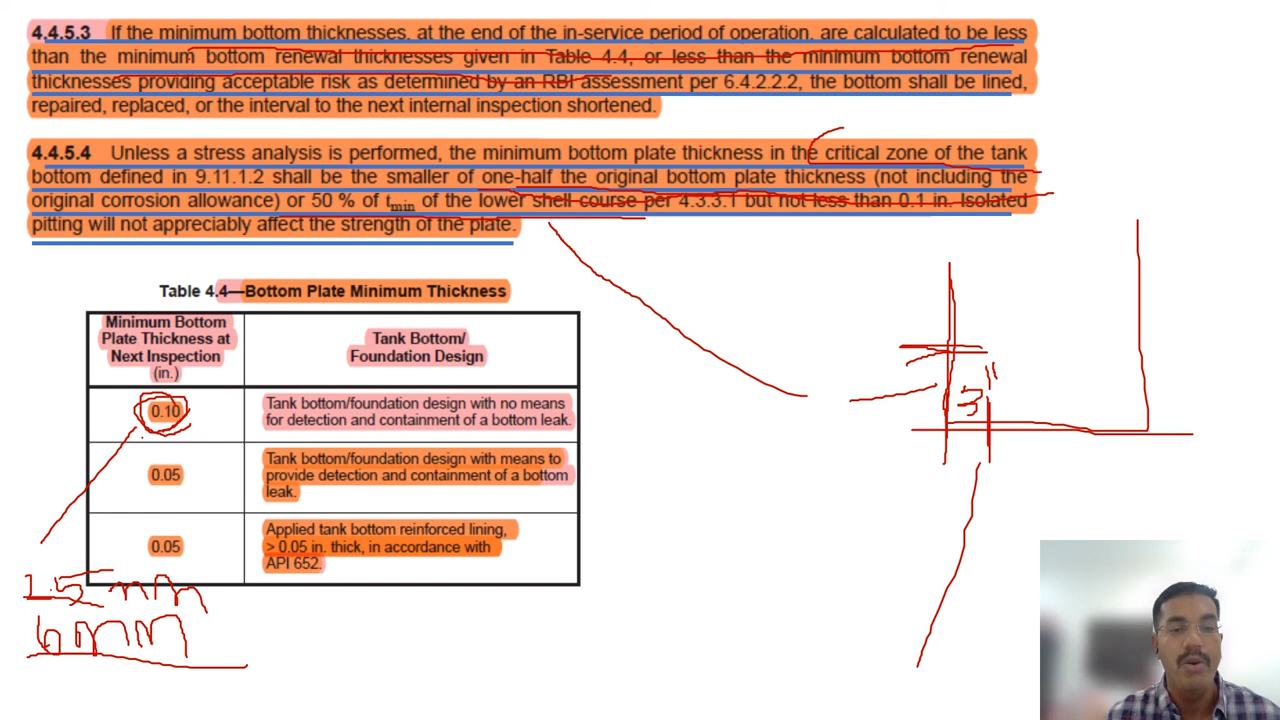 4.4.5.3 If the minimum bottom thicknesses, at the end of the in-service period of operation, are calculated to be less
than the minimum bottom renewal thicknesses given in Table 4.4, or less than the minimum bottom renewal
thicknesses providing acceptable risk as determined by an RBI assessment per 6.4.2.2.2, the bottom shall be lined,
repaired, replaced, or the interval to the next internal inspection shortened.
4.4.5.4 Unless a stress analysis is performed, the minimum bottom plate thickness in the critical zone of the tank
bottom defined in 9.11.1.2 shall be the smaller of one-half the original bottom plate thickness (not including the
original corrosion allowance) or 50 % of tmin of the lower shell course per 4.3.3.1 but not less than 0.1 in. Isolated
pitting will not appreciably affect the strength of the plate.
Table 4.4—Bottom Plate Minimum Thickness
Minimum Bottom
Plate Thickness at
Next Inspection
(in.)
Tank Bottom/
Foundation Design
0.10
Tank bottom/foundation design with no means
for detection and containment of a bottom leak.
0.05
Tank bottom/foundation design with means to
provide detection and containment of a bottom
leak.
0.05
Applied tank bottom reinforced lining,
> 0.05 in. thick, in accordance with
API 652.
3"
2.5 mm
6mm